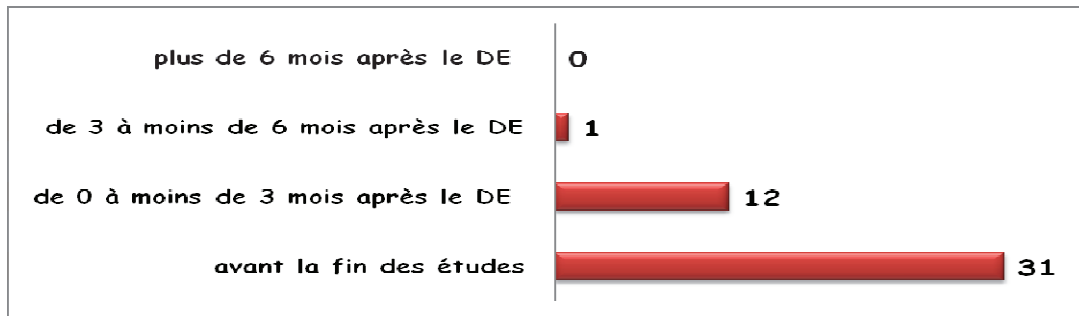 plus de 6 mois après le DE 0
de 3 à moins de 6 mois après le DE 1
de 0 à moins de 3 mois après le DE 12
avant la fin des études 31